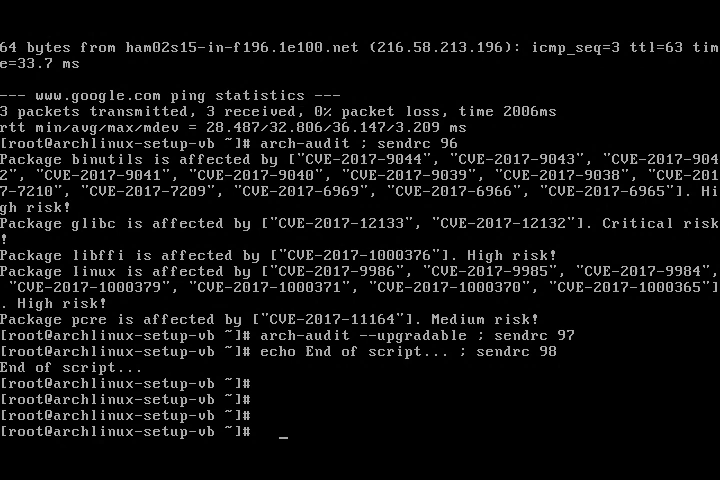 64 bytes from ham02s15-in-f196.1e100.net (216.58.213.196): icmp_seq=3 ttl=63 tim
e=33.7 ms
--- www.google.com ping statistics ---
3 packets transmitted, 3 received, 0% packet loss, time 2006ms
rtt min/avg/max/mdev = 28.487/32.806/36.147/3.209 ms
[root@archlinux-setup-vb ~]# arch-audit ; sendrc 96
Package binutils is affected by ["CVE-2017-9044", "CVE-2017-9043", "CVE-2017-904
2", "CVE-2017-9041", "CVE-2017-9040", "CVE-2017-9039", "CVE-2017-9038", "CVE-201
7-7210", "CVE-2017-7209", "CVE-2017-6969", "CVE-2017-6966", "CVE-2017-6965"]. Hi
gh risk!
Package glibc is affected by ["CVE-2017-12133", "CVE-2017-12132"]. Critical risk
!
Package libffi is affected by ["CVE-2017-1000376"]. High risk!
Package linux is affected by ["CVE-2017-9986", "CVE-2017-9985", "CVE-2017-9984",
 "CVE-2017-1000379", "CVE-2017-1000371", "CVE-2017-1000370", "CVE-2017-1000365"]
. High risk!
Package pcre is affected by ["CVE-2017-11164"]. Medium risk!
[root@archlinux-setup-vb ~]# arch-audit --upgradable ; sendrc 97
[root@archlinux-setup-vb ~]# echo End of script... ; sendrc 98
End of script...
[root@archlinux-setup-vb ~]#
[root@archlinux-setup-vb ~]#
[root@archlinux-setup-vb ~]#
[root@archlinux-setup-vb ~]#   _